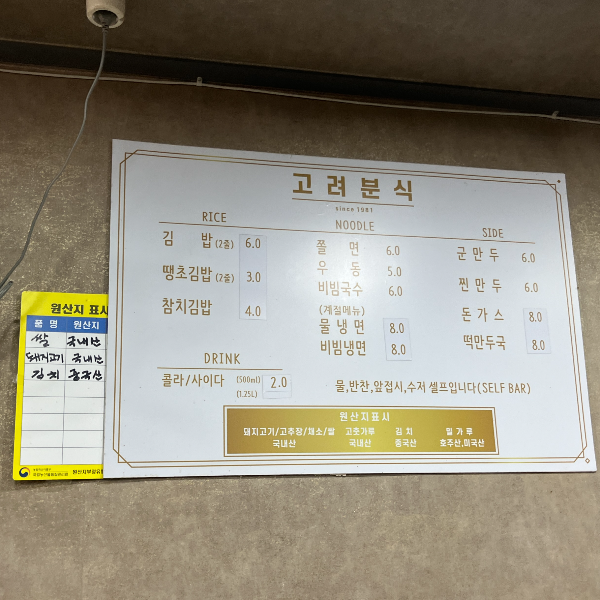 고려분식
since 1981
RICE
김 밥 (2줄) 6.0
땡초김밥 (2줄) 3.0
참치김밥 4.0
DRINK
콜라/사이다 (500ml) 2.0
(1.25L)
NOODLE
쫄 면 6.0
우 동 5.0
비빔국수 6.0
(계절메뉴)
물냉면 8.0
비빔냉면 8.0
SIDE
군만두 6.0
찐만두 6.0
돈가스 8.0
떡만두국 8.0
물,반찬,앞접시,수저 셀프입니다(SELF BAR)
원산지표시
돼지고기/고추장/채소/쌀 고춧가루 김치 밀가루
국내산 국내산 중국산 호주산,미국산
원산지 표시
품 명 원산지
쌀 국내산
돼지고기 국내산
김치 중국산